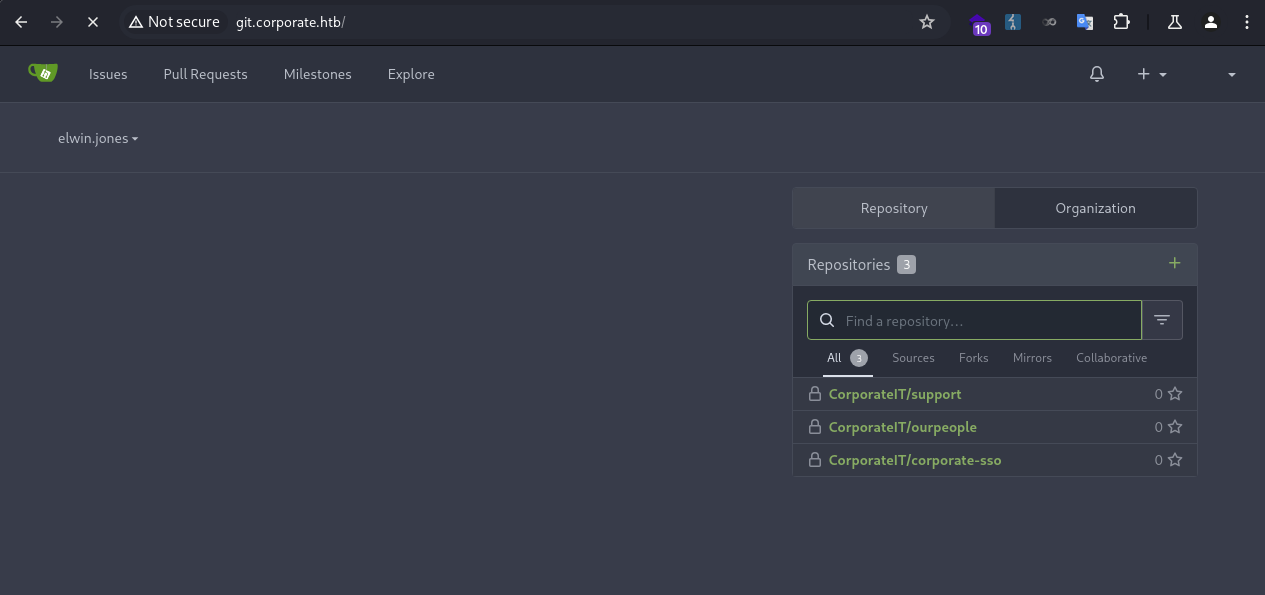 Not secure git.corporate.htb/
10
Issues Pull Requests Milestones Explore
elwin.jones
Repository Organization
Repositories 3
Find a repository...
All 3 Sources Forks Mirrors Collaborative
CorporateIT/support 0
CorporateIT/ourpeople 0
CorporateIT/corporate-sso 0